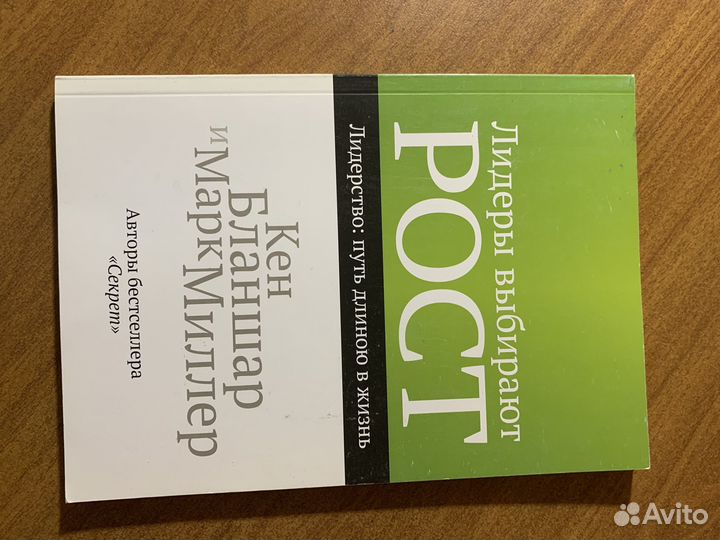 Лидеры выбирают
РОСТ
Лидерство: путь длиною в жизнь
Кен
Бланшар
и Марк Миллер
Авторы бестселлера
«Секрет»
Avito